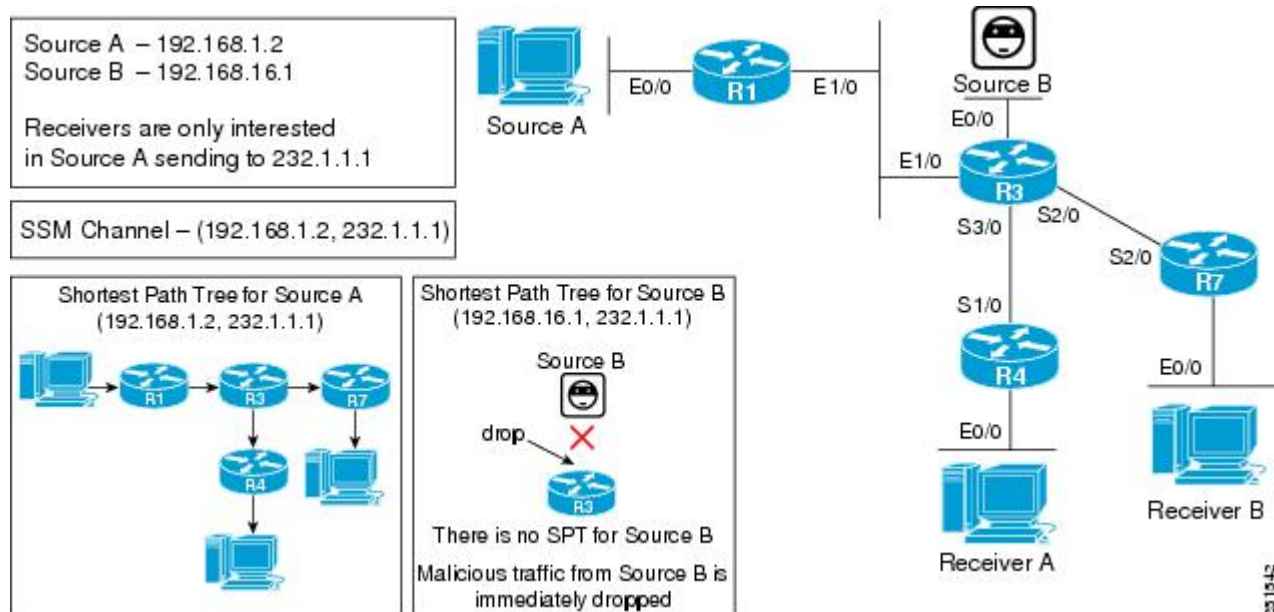 Source A – 192.168.1.2
Source B – 192.168.16.1
Receivers are only interested
in Source A sending to 232.1.1.1
SSM Channel – (192.168.1.2, 232.1.1.1)
Shortest Path Tree for Source A
(192.168.1.2, 232.1.1.1)
R1
R3
R7
R4
Shortest Path Tree for Source B
(192.168.16.1, 232.1.1.1)
Source B
drop
R3
There is no SPT for Source B
Malicious traffic from Source B is
immediately dropped
Source A
E0/0
R1
E1/0
Source B
E0/0
E1/0
R3
S3/0
S2/0
S2/0
R7
S1/0
R4
E0/0
E0/0
Receiver A
Receiver B